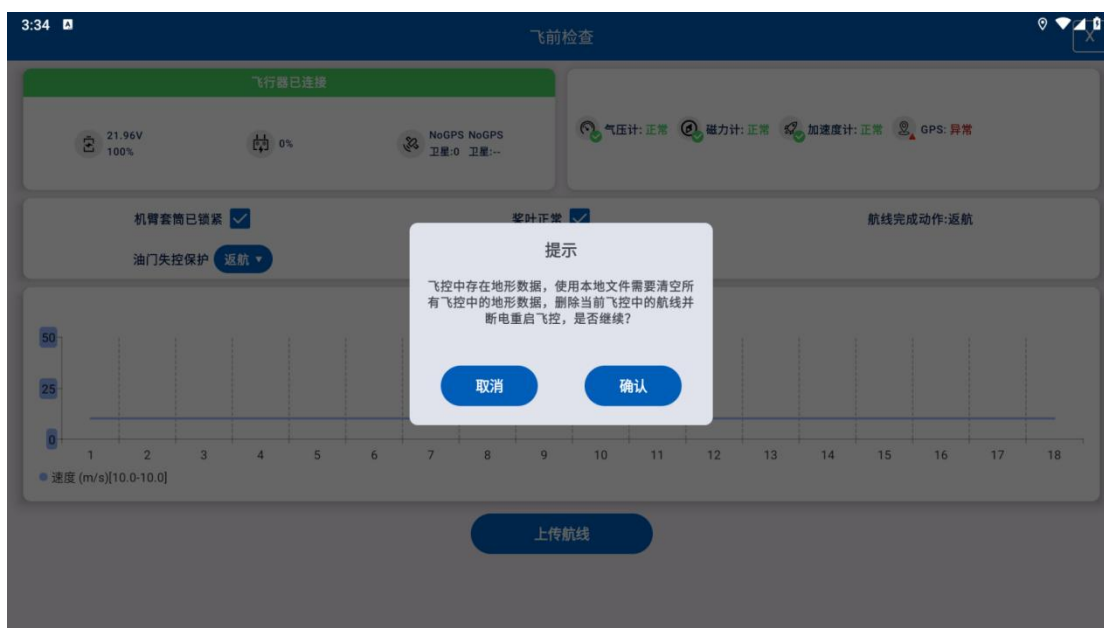 3:34
飞前检查
X
飞行器已连接
21.96V
100%
0%
NoGPS NoGPS
卫星:0 卫星:--
气压计: 正常
磁力计: 正常
加速度计: 正常
GPS: 异常
机臂套筒已锁紧
桨叶正常
航线完成动作:返航
油门失控保护 返航
提示
飞控中存在地形数据，使用本地文件需要清空所
有飞控中的地形数据，删除当前飞控中的航线并
断电重启飞控，是否继续?
取消 确认
50
25
0
1 2 3 4 5 6 7 8 9 10 11 12 13 14 15 16 17 18
速度 (m/s)[10.0-10.0]
上传航线